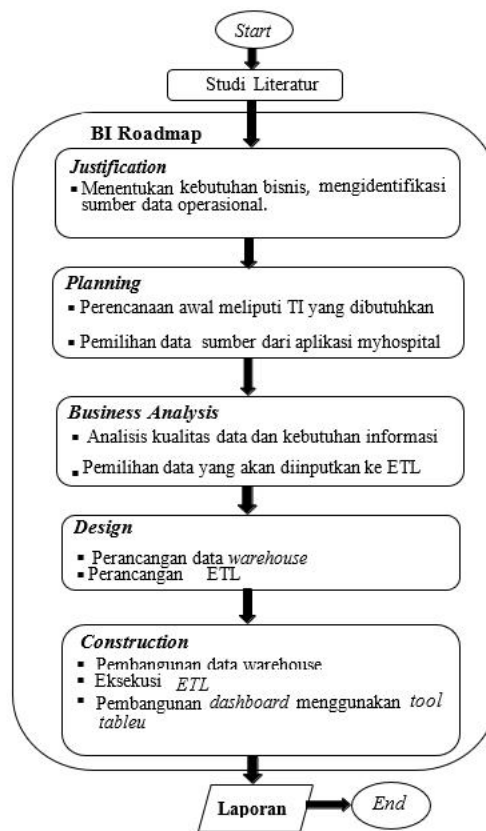 Start
Studi Literatur
BI Roadmap
Justification
▪ Menentukan kebutuhan bisnis, mengidentifikasi
sumber data operasional.
Planning
▪ Perencanaan awal meliputi TI yang dibutuhkan
▪ Pemilihan data sumber dari aplikasi myhospital
Business Analysis
▪ Analisis kualitas data dan kebutuhan informasi
▪ Pemilihan data yang akan diinputkan ke ETL
Design
▪ Perancangan data warehouse
▪ Perancangan ETL
Construction
▪ Pembangunan data warehouse
▪ Eksekusi ETL
▪ Pembangunan dashboard menggunakan tool
tableu
Laporan
End